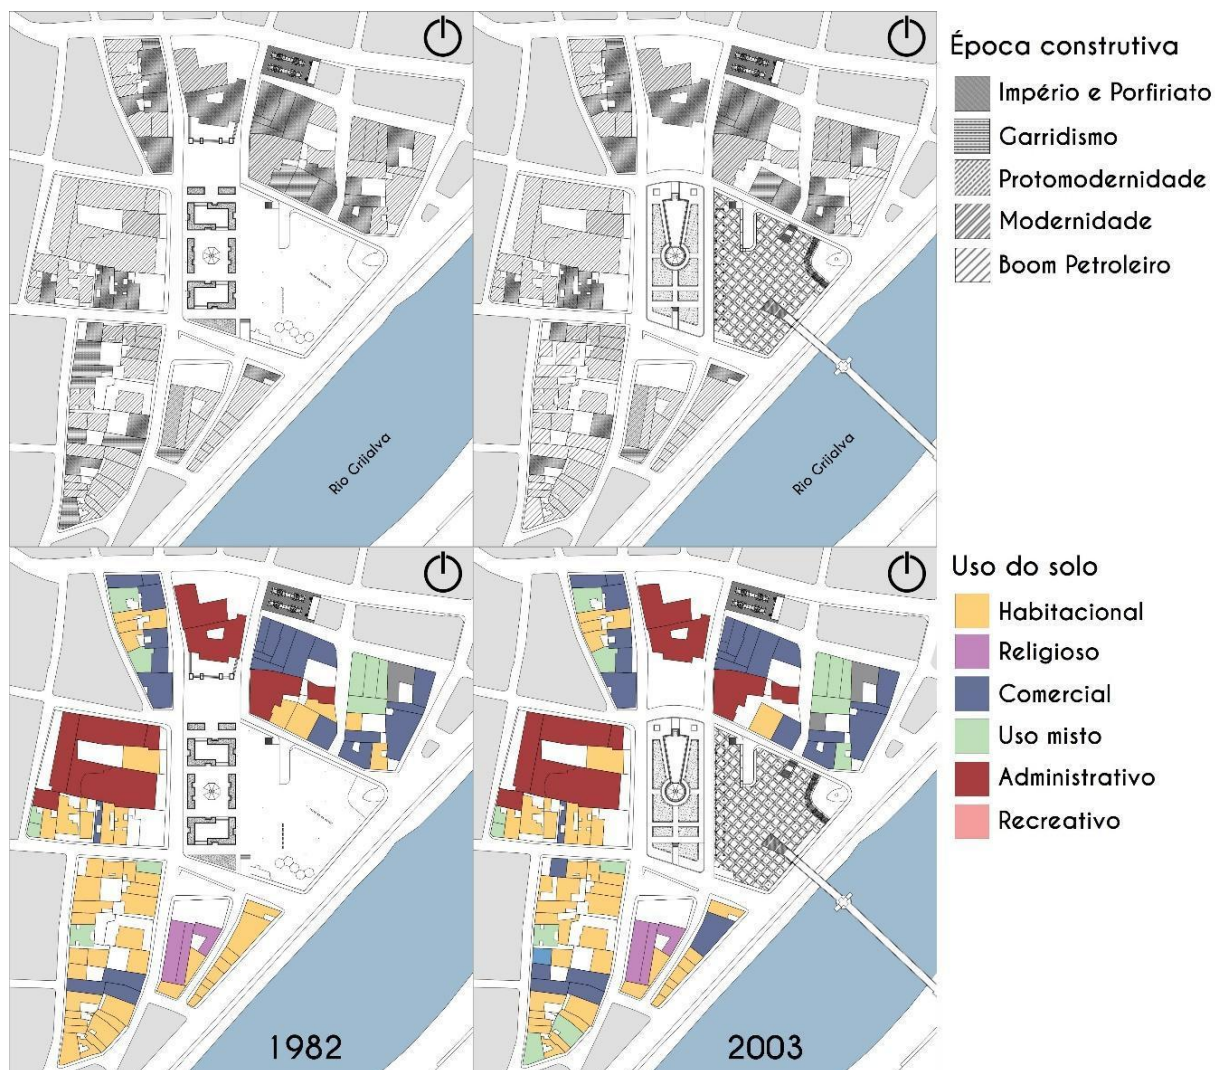 Época construtiva
Império e Porfiriato
Garridismo
Protomodernidade
Modernidade
Boom Petroleiro
Rio Grijalva
Rio Grijalva
Uso do solo
Habitacional
Religioso
Comercial
Uso misto
Administrativo
Recreativo
1982
2003